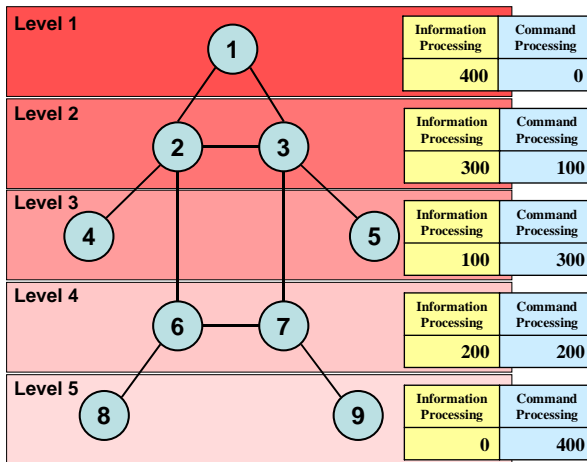 Level 1
1
Information Command
Processing Processing
400 0
Level 2
2 3
Information Command
Processing Processing
300 100
Level 3
4 5
Information Command
Processing Processing
100 300
Level 4
6 7
Information Command
Processing Processing
200 200
Level 5
8 9
Information Command
Processing Processing
0 400